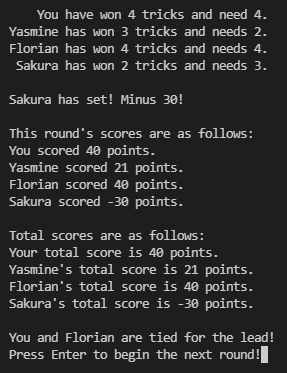 You have won 4 tricks and need 4.
Yasmine has won 3 tricks and needs 2.
Florian has won 4 tricks and needs 4.
Sakura has won 2 tricks and needs 3.
Sakura has set! Minus 30!
This round's scores are as follows:
You scored 40 points.
Yasmine scored 21 points.
Florian scored 40 points.
Sakura scored -30 points.
Total scores are as follows:
Your total score is 40 points.
Yasmine's total score is 21 points.
Florian's total score is 40 points.
Sakura's total score is -30 points.
You and Florian are tied for the lead!
Press Enter to begin the next round!